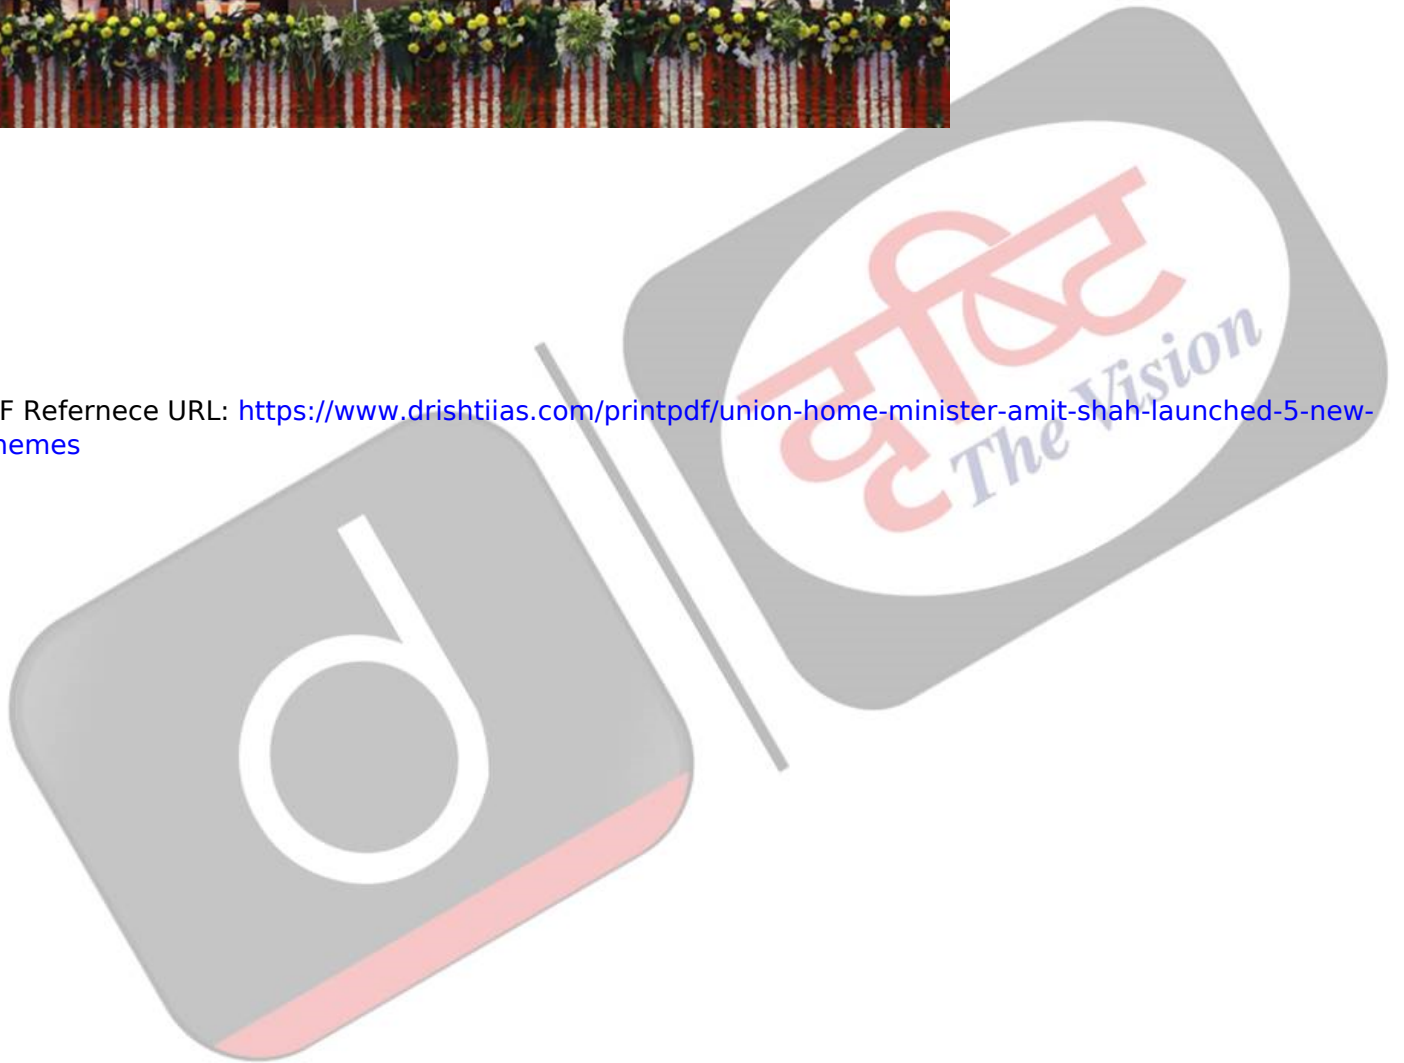 F Refernece URL: https://www.drishtiias.com/printpdf/union-home-minister-amit-shah-launched-5-new-
hemes
दृष्टि
The Vision
d